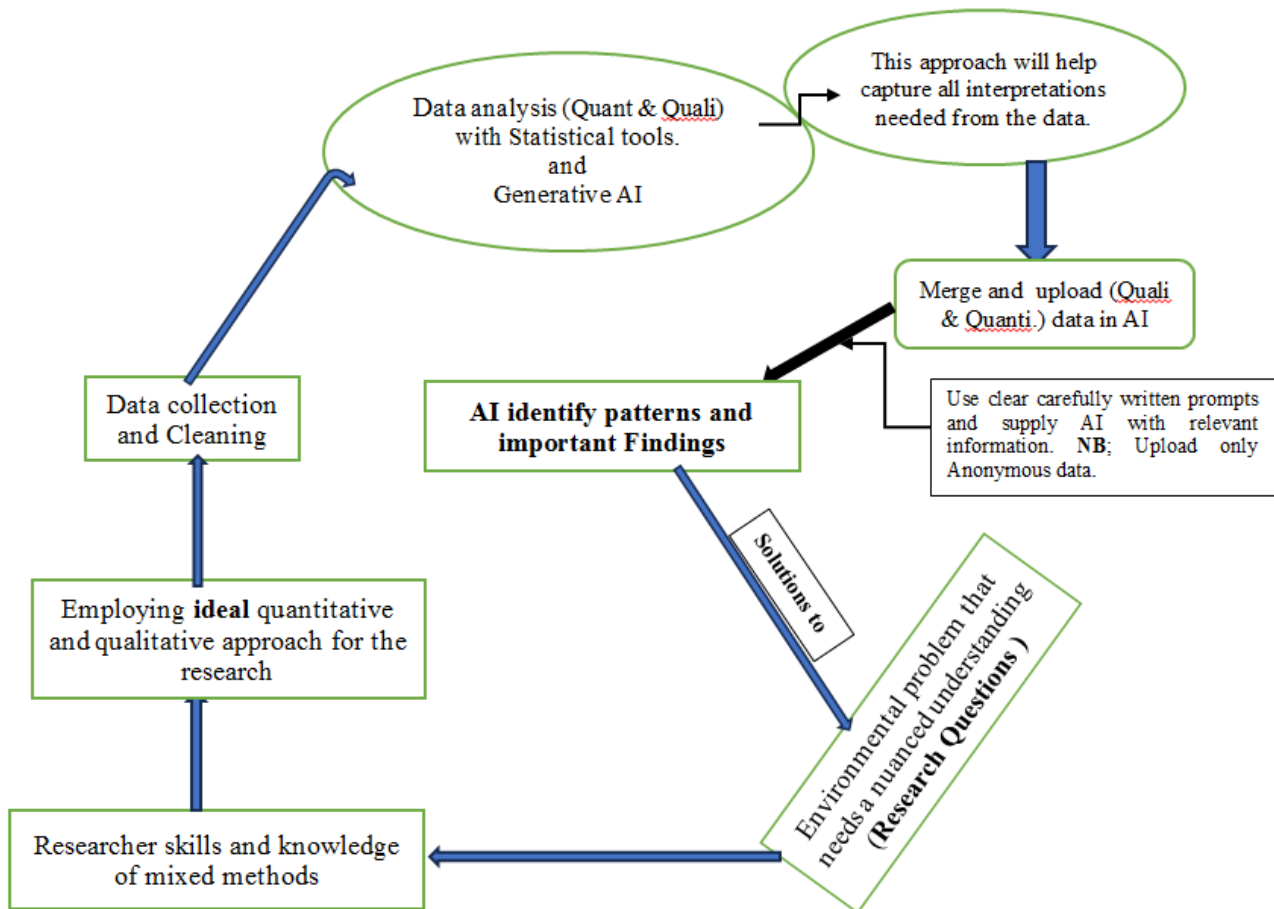 This approach will help
capture all interpretations
needed from the data.
Data analysis (Quant & Quali)
with Statistical tools.
and
Generative AI
Merge and upload (Quali
& Quanti.) data in AI
Use clear carefully written prompts
and supply AI with relevant
information. NB; Upload only
Anonymous data.
AI identify patterns and
important Findings
Data collection
and Cleaning
Solutions to
Employing ideal quantitative
and qualitative approach for the
research
Environmental problem that
needs a nuanced understanding
(Research Questions )
Researcher skills and knowledge
of mixed methods